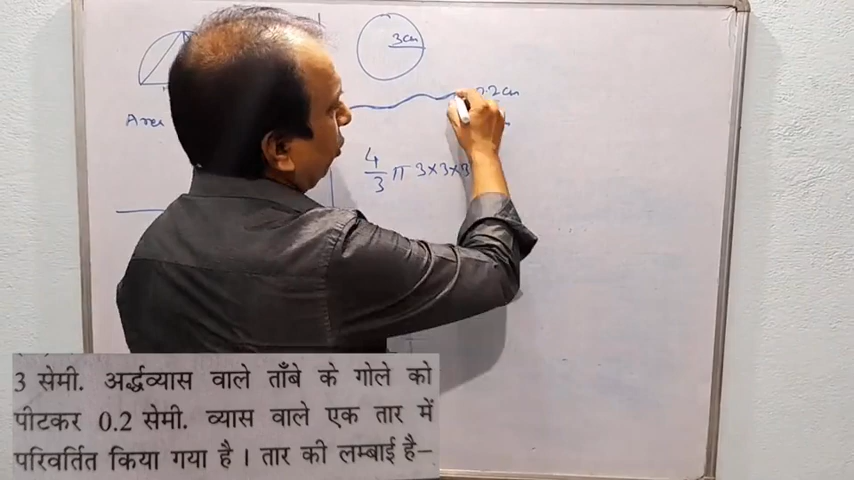 3cm
.2cm
Area
4/3 π 3×3×3
3 सेमी. अर्द्धव्यास वाले ताँबे के गोले को
पीटकर 0.2 सेमी. व्यास वाले एक तार में
परिवर्तित किया गया है। तार की लम्बाई है–